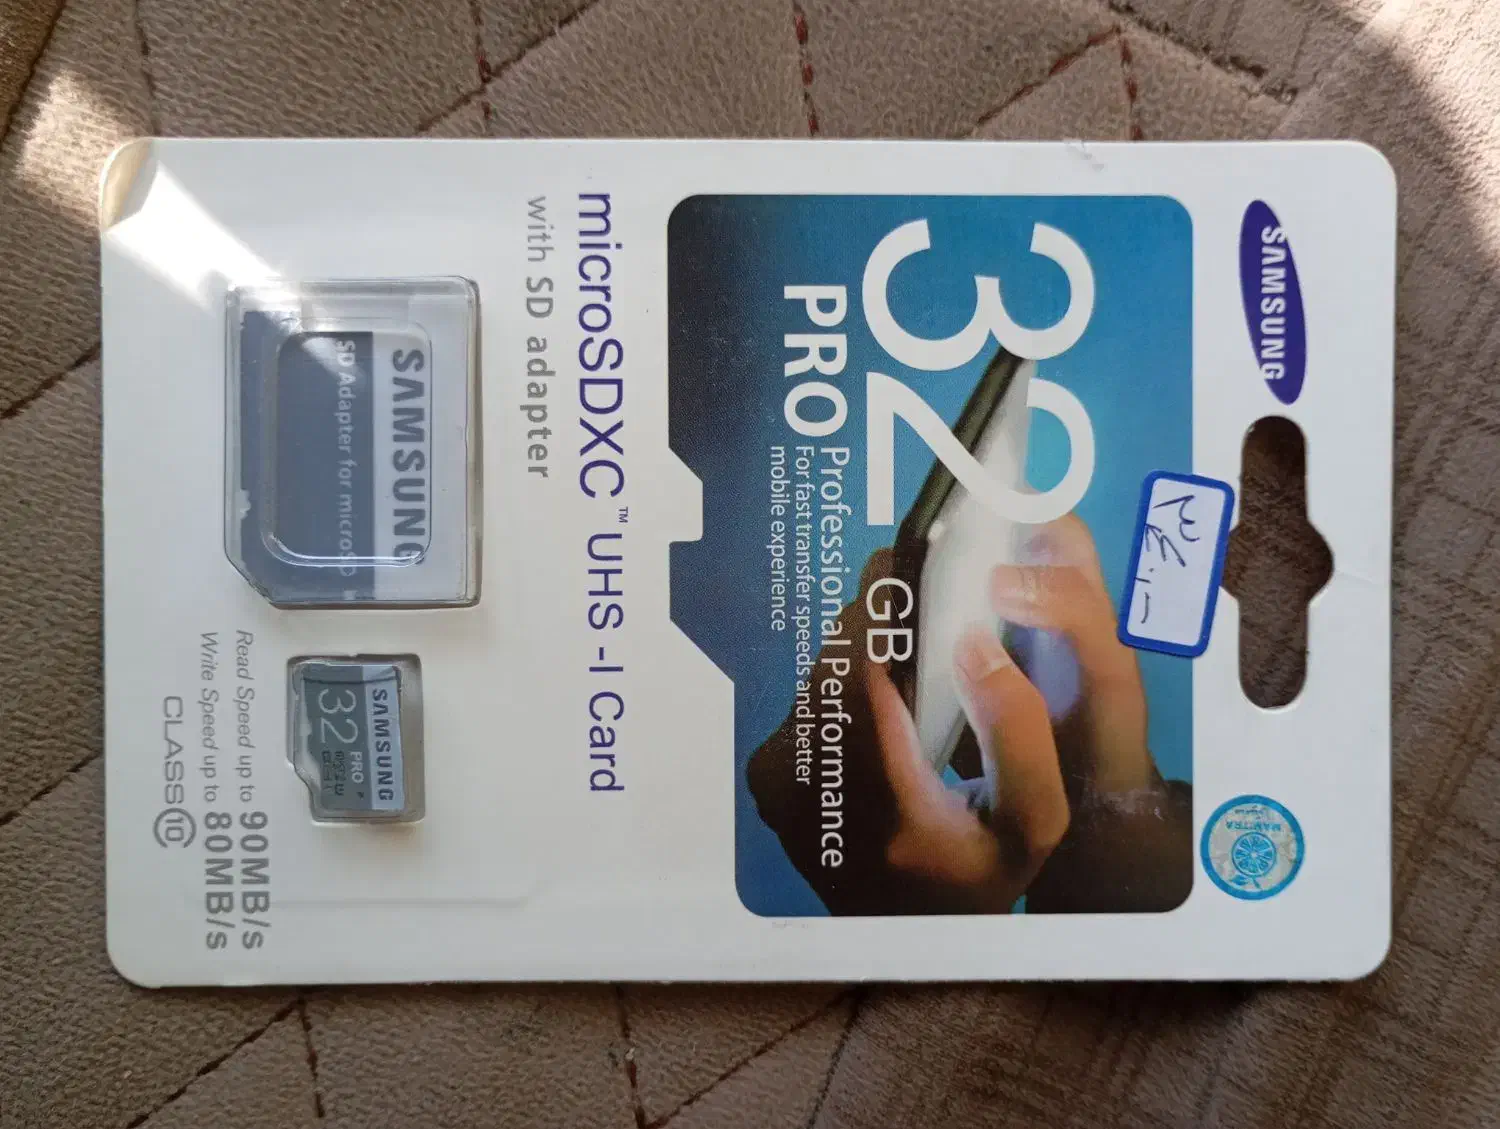 SAMSUNG
MAMTRA
32 GB
PRO Professional Performance
For fast transfer speeds and better
mobile experience
microSDXC™ UHS -I Card
with SD adapter
SAMSUNG
SD Adapter for microSD
SAMSUNG
32 PRO
Read Speed up to 90MB/s
Write Speed up to 80MB/s
CLASS 10